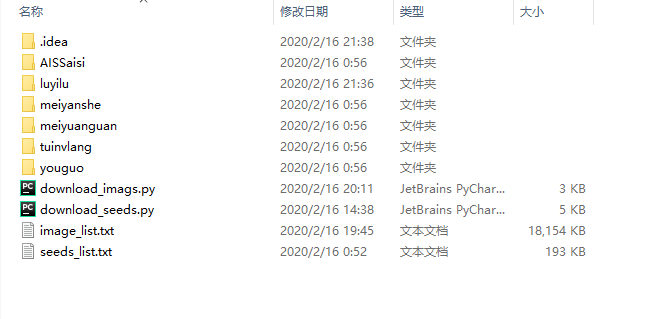 名称 修改日期 类型 大小
.idea 2020/2/16 21:38 文件夹
AISSaisi 2020/2/16 0:56 文件夹
luyilu 2020/2/16 21:36 文件夹
meiyanshe 2020/2/16 0:56 文件夹
meiyuanguan 2020/2/16 0:56 文件夹
tuinvlang 2020/2/16 0:56 文件夹
youguo 2020/2/16 0:56 文件夹
download_imags.py 2020/2/16 20:11 JetBrains PyChar... 3 KB
download_seeds.py 2020/2/16 14:38 JetBrains PyChar... 5 KB
image_list.txt 2020/2/16 19:45 文本文档 18,154 KB
seeds_list.txt 2020/2/16 0:52 文本文档 193 KB